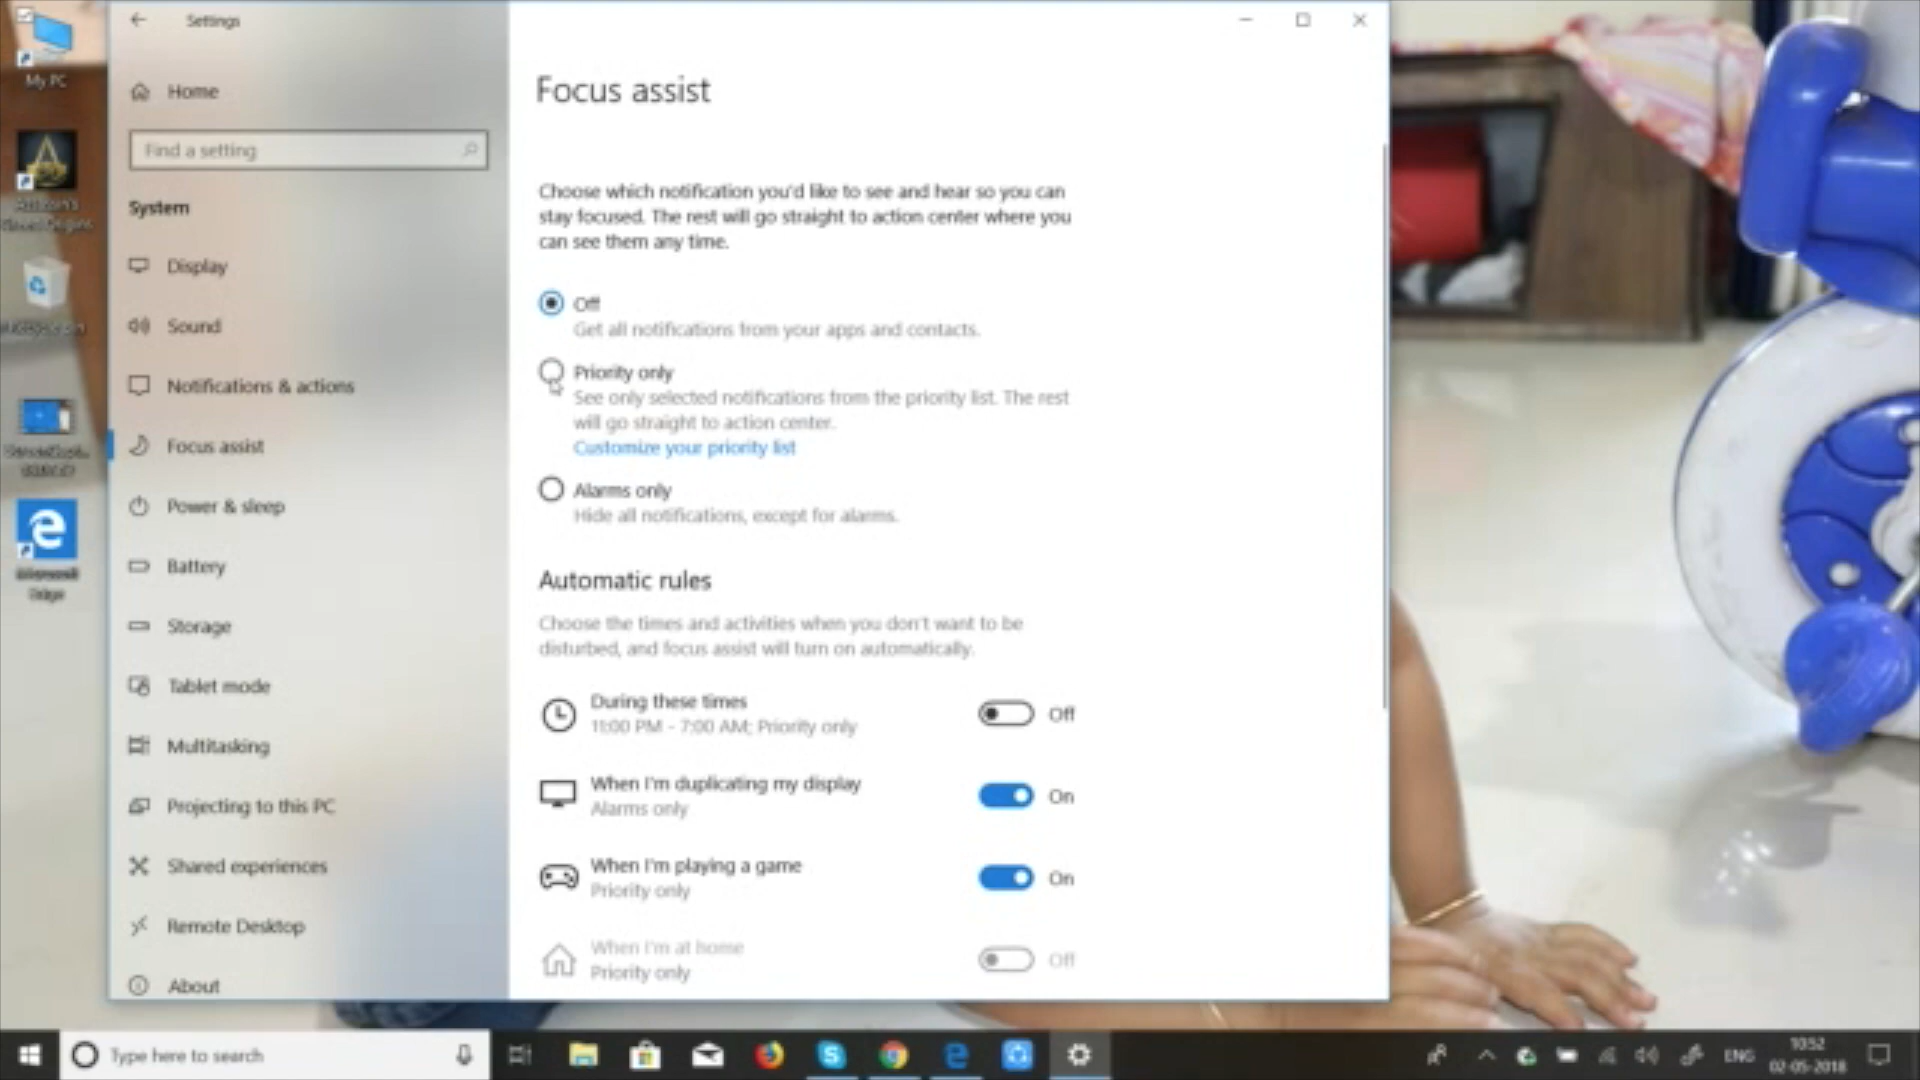 Settings
My PC
Home
Find a setting
System
Display
Sound
Notifications & actions
Focus assist
Power & sleep
Battery
Storage
Tablet mode
Multitasking
Projecting to this PC
Shared experiences
Remote Desktop
About
Microsoft
Edge
Focus assist
Choose which notification you'd like to see and hear so you can
stay focused. The rest will go straight to action center where you
can see them any time.
Off
Get all notifications from your apps and contacts.
Priority only
See only selected notifications from the priority list. The rest
will go straight to action center.
Customize your priority list
Alarms only
Hide all notifications, except for alarms.
Automatic rules
Choose the times and activities when you don't want to be
disturbed, and focus assist will turn on automatically.
During these times
11:00 PM - 7:00 AM; Priority only
Off
When I'm duplicating my display
Alarms only
On
When I'm playing a game
Priority only
On
When I'm at home
Priority only
Off
Type here to search
ENG
10:52
02-05-2018